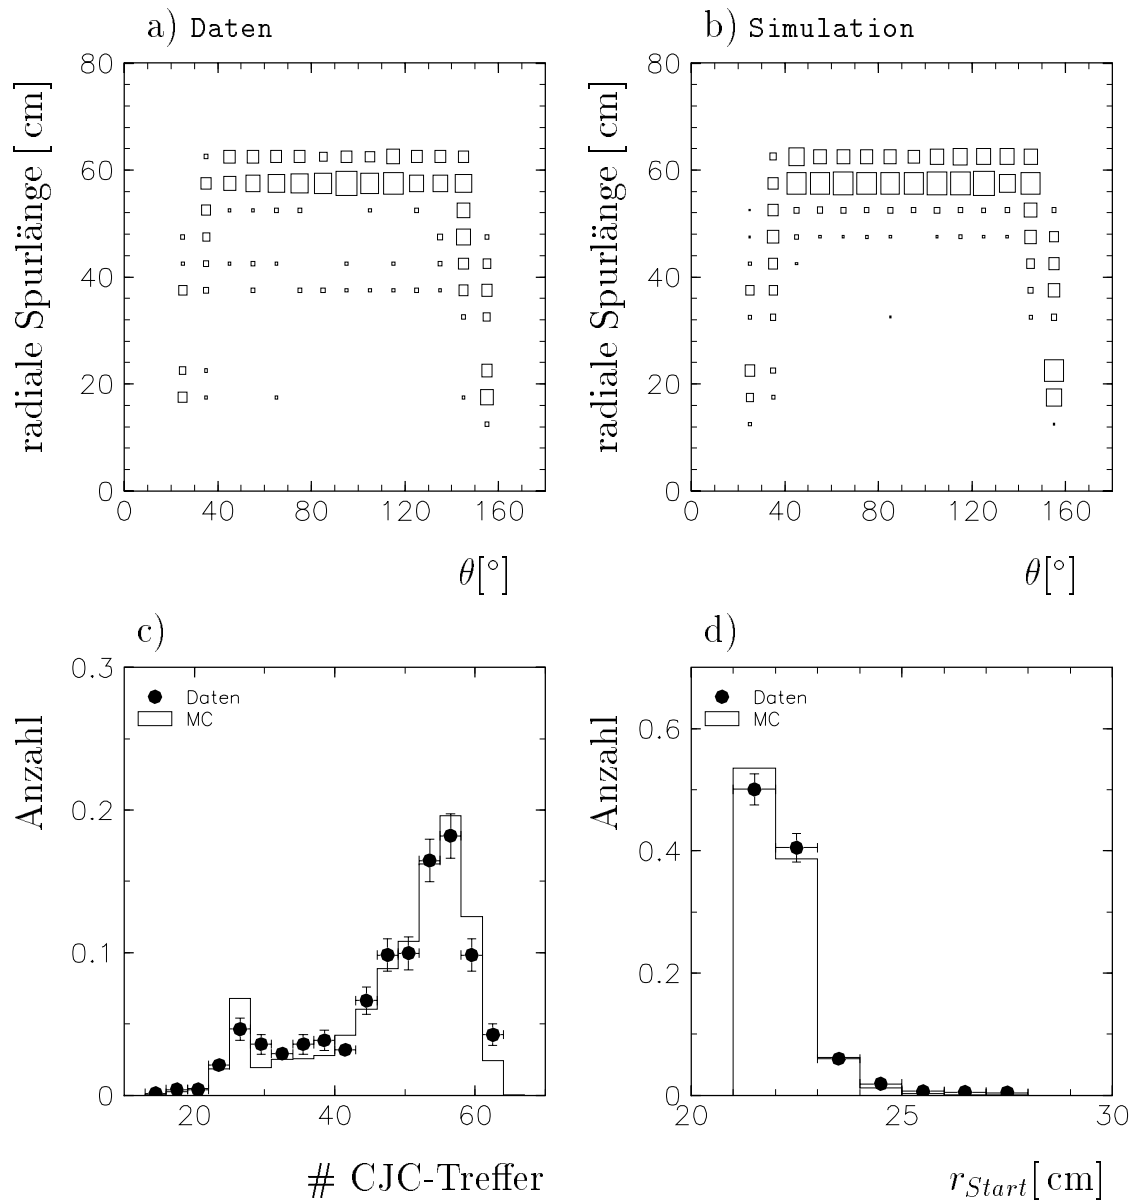 a) Daten
b) Simulation
radiale Spurlänge [cm]
80
60
40
20
0
0 40 80 120 160
θ[°]
radiale Spurlänge [cm]
80
60
40
20
0
0 40 80 120 160
θ[°]
c)
d)
Anzahl
0.3
0.2
0.1
0
Daten
MC
20 40 60
# CJC-Treffer
Anzahl
0.6
0.4
0.2
0
Daten
MC
20 25 30
r_Start[cm]